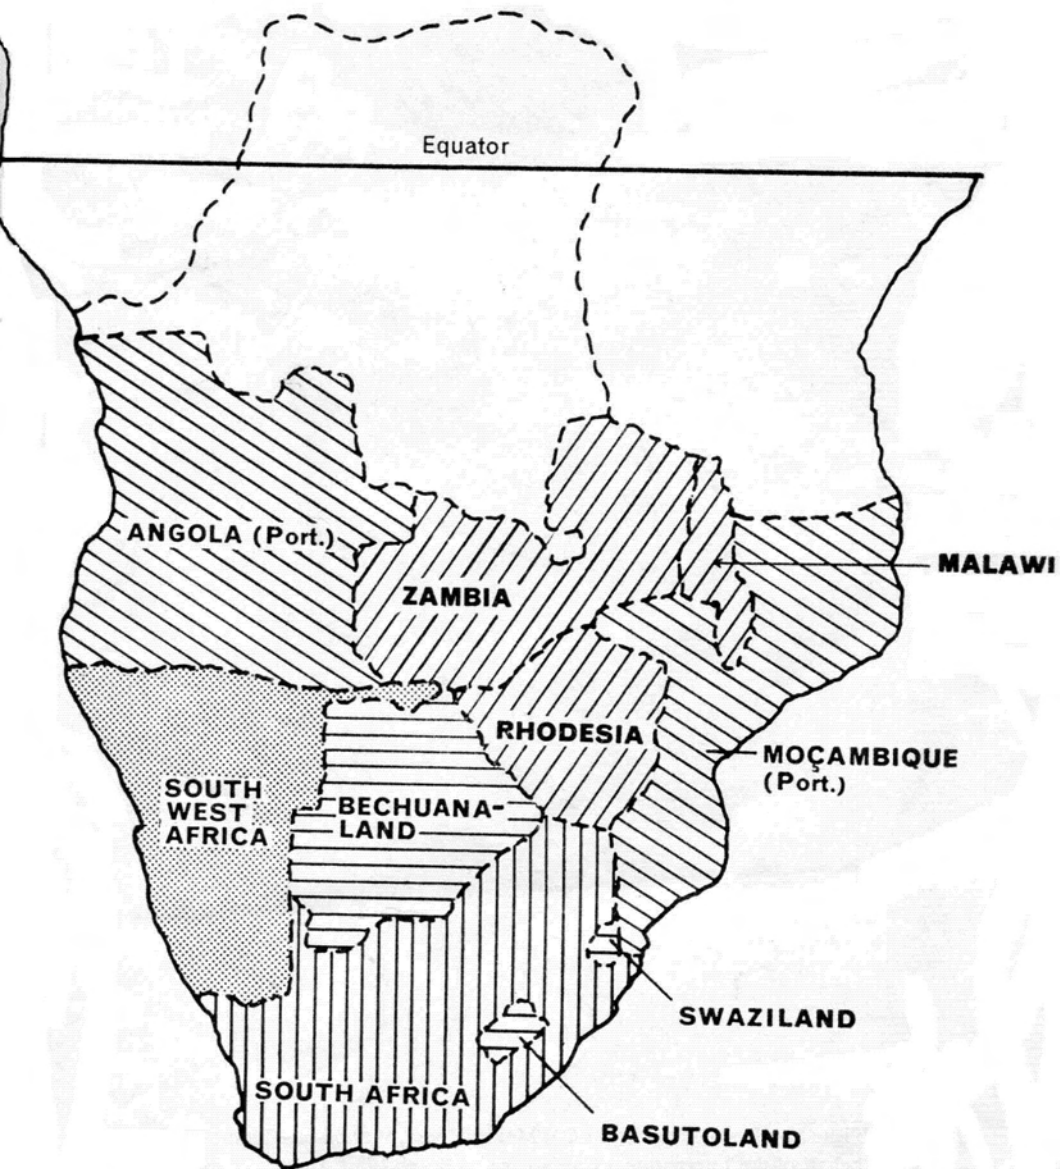 Equator
ANGOLA (Port.)
MALAWI
ZAMBIA
RHODESIA
MOÇAMBIQUE
(Port.)
SOUTH
WEST
AFRICA
BECHUANA-
LAND
SWAZILAND
SOUTH AFRICA
BASUTOLAND